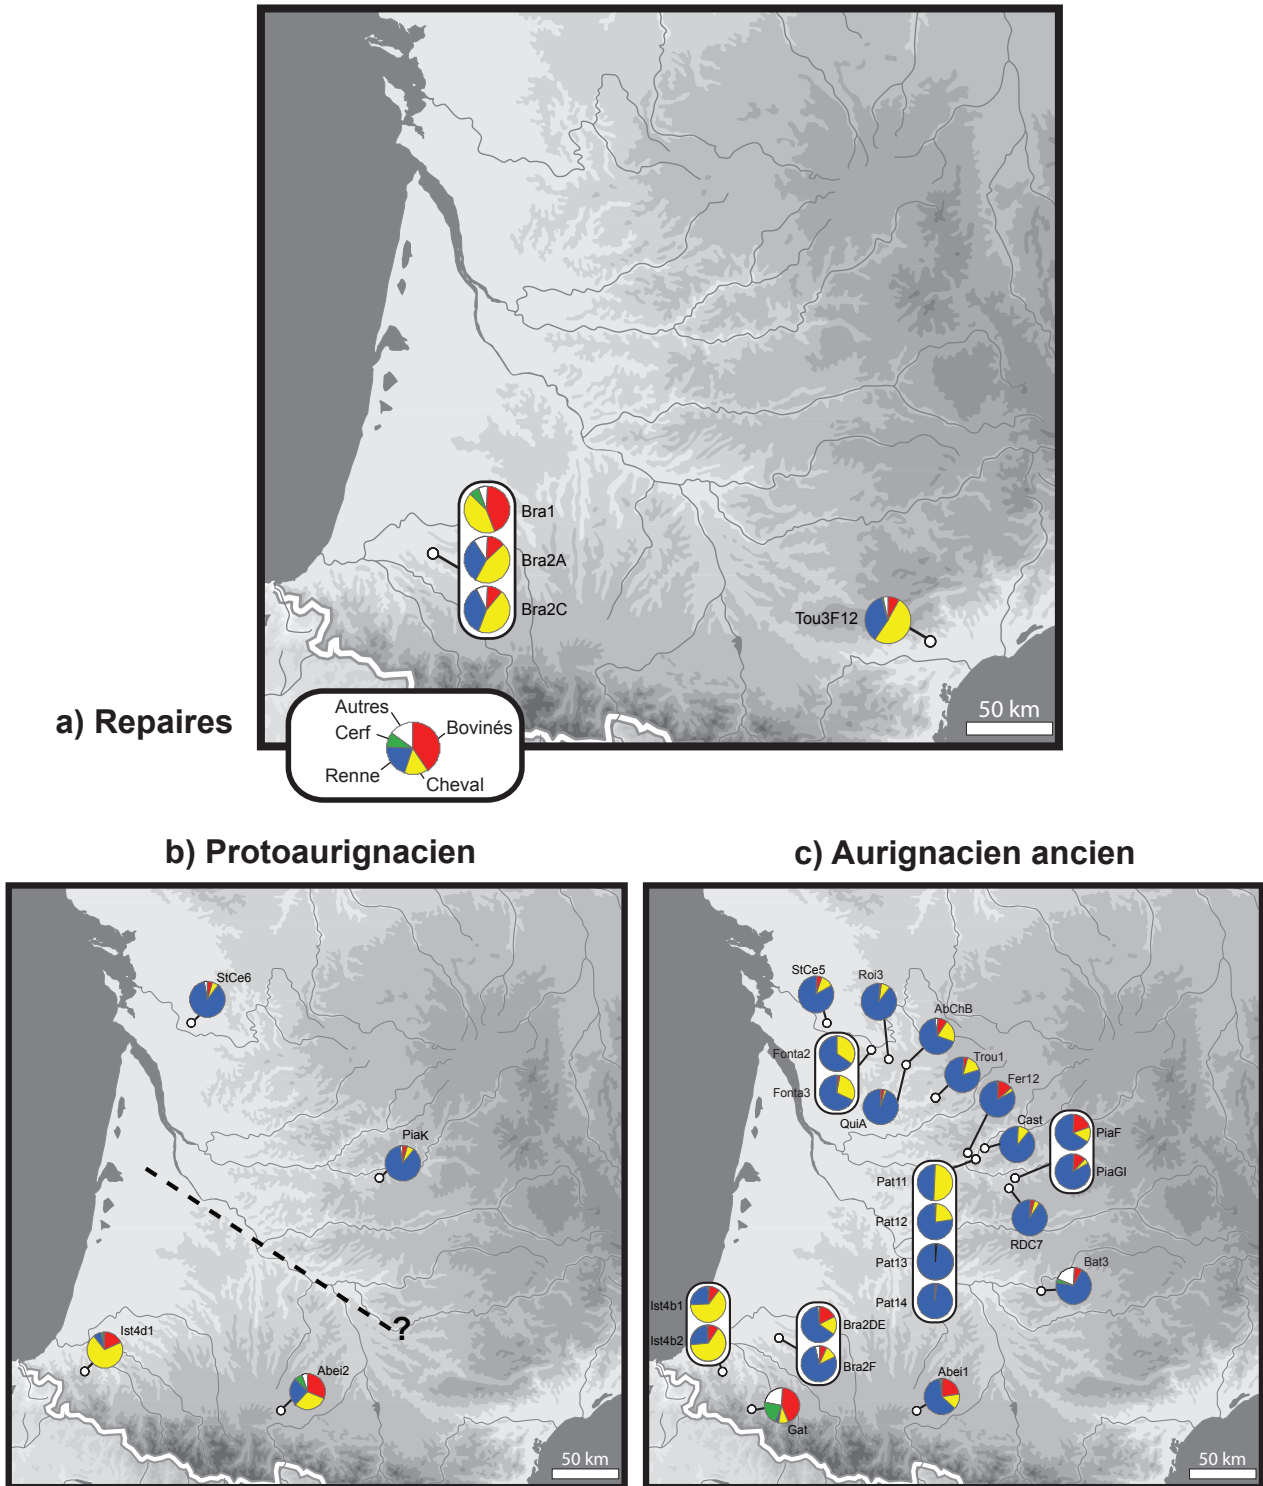 Bra1
Bra2A
Bra2C
Tou3F12
50 km
a) Repaires
Autres
Cerf
Bovinés
Renne
Cheval
b) Protoaurignacien
c) Aurignacien ancien
StCe6
PiaK
?
Ist4d1
Abei2
50 km
StCe5
Roi3
AbChB
Fonta2
Trou1
Fonta3
Fer12
QuiA
Cast
PiaF
PiaGI
Pat11
Pat12
RDC7
Pat13
Bat3
Pat14
Ist4b1
Bra2DE
Ist4b2
Bra2F
Abei1
Gat
50 km